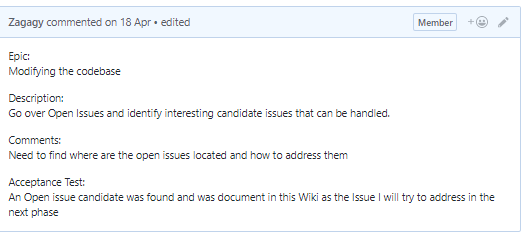 Zagagy commented on 18 Apr • edited
Member
Epic:
Modifying the codebase
Description:
Go over Open Issues and identify interesting candidate issues that can be handled.
Comments:
Need to find where are the open issues located and how to address them
Acceptance Test:
An Open issue candidate was found and was document in this Wiki as the Issue I will try to address in the
next phase